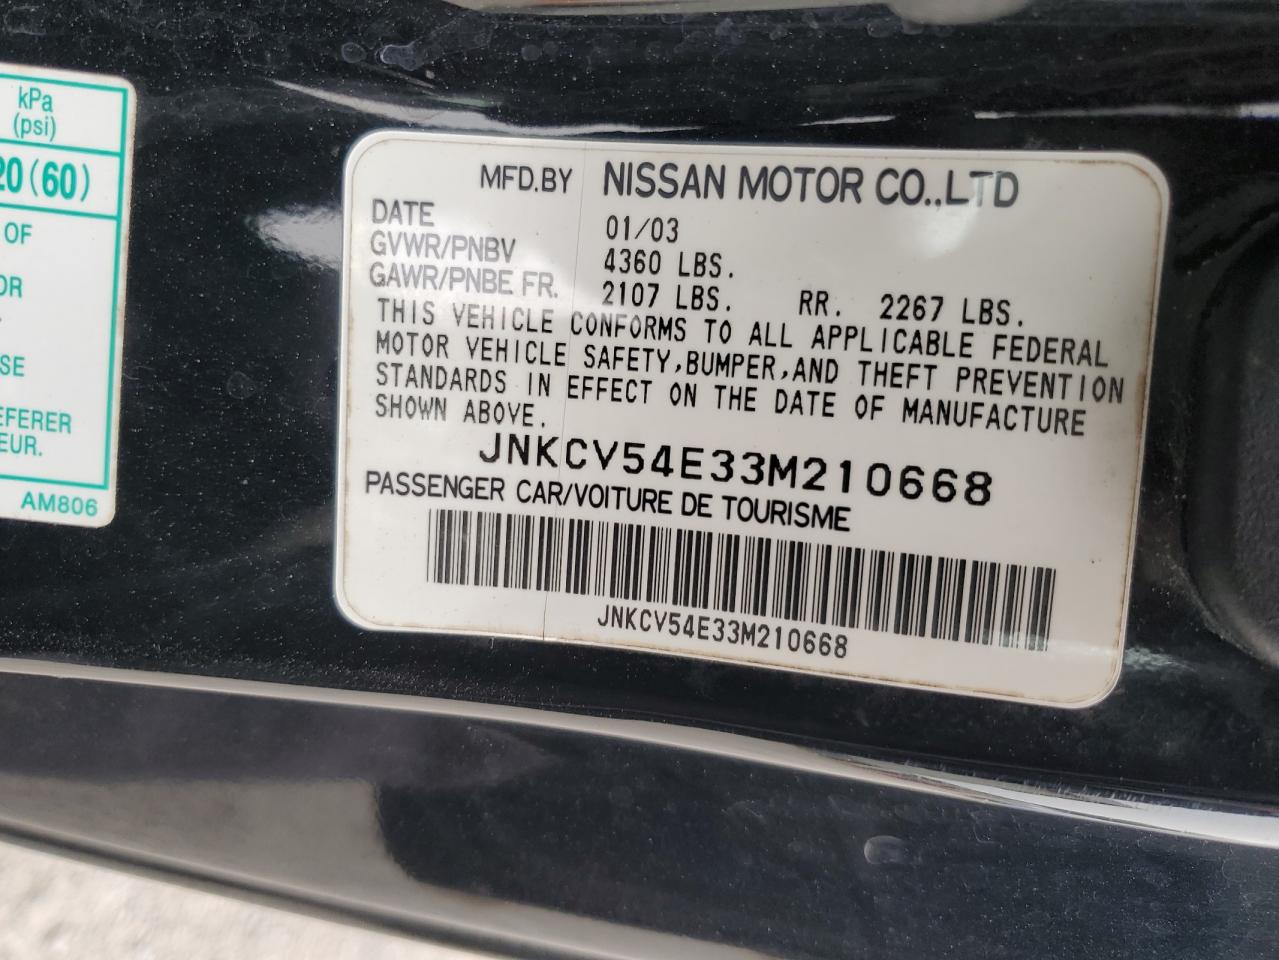 kPa
(psi)
20(60)
OF
OR
SE
EFERER
EUR.
AM806
MFD.BY NISSAN MOTOR CO.,LTD
DATE 01/03
GVWR/PNBV 4360 LBS.
GAWR/PNBE FR. 2107 LBS. RR. 2267 LBS.
THIS VEHICLE CONFORMS TO ALL APPLICABLE FEDERAL
MOTOR VEHICLE SAFETY,BUMPER,AND THEFT PREVENTION
STANDARDS IN EFFECT ON THE DATE OF MANUFACTURE
SHOWN ABOVE.
JNKCV54E33M210668
PASSENGER CAR/VOITURE DE TOURISME
JNKCV54E33M210668